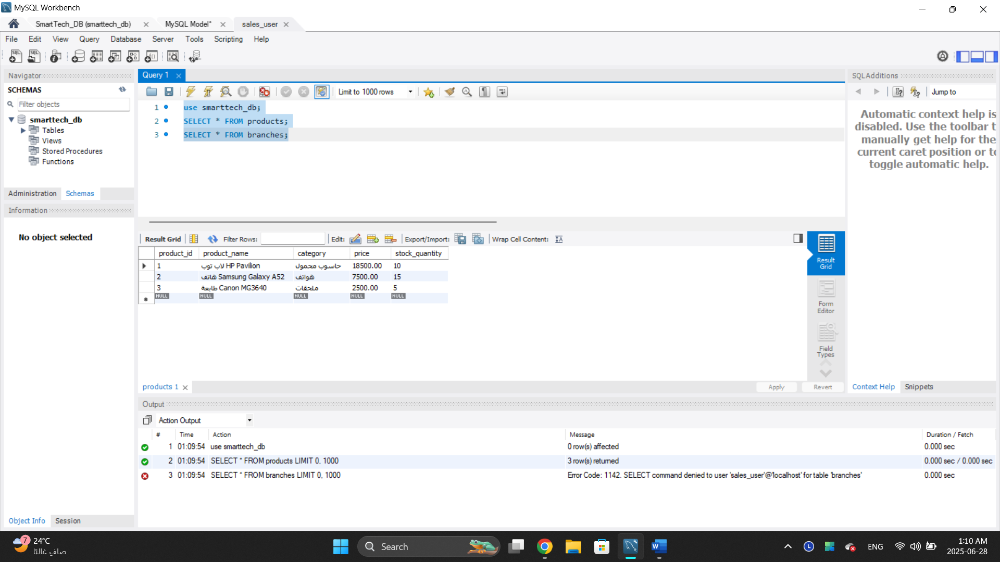 MySQL Workbench
SmartTech_DB (smarttech_db)
MySQL Model*
sales_user
File Edit View Query Database Server Tools Scripting Help
Navigator
SCHEMAS
Filter objects
smarttech_db
Tables
Views
Stored Procedures
Functions
Administration Schemas
Information
No object selected
Object Info Session
Query 1
Limit to 1000 rows
1 use smarttech_db;
2 SELECT * FROM products;
3 SELECT * FROM branches;
Result Grid Filter Rows: Edit: Export/Import: Wrap Cell Content:
product_id product_name category price stock_quantity
1 لاب توب HP Pavilion حاسوب محمول 18500.00 10
2 هاتف Samsung Galaxy A52 هواتف 7500.00 15
3 طابعة Canon MG3640 ملحقات 2500.00 5
NULL NULL NULL NULL NULL
Result Grid
Form Editor
Field Types
products 1
Apply Revert
SQLAdditions
Jump to
Automatic context help is
disabled. Use the toolbar t
manually get help for the
current caret position or to
toggle automatic help.
Context Help Snippets
Output
Action Output
# Time Action Message Duration / Fetch
1 01:09:54 use smarttech_db 0 row(s) affected 0.000 sec
2 01:09:54 SELECT * FROM products LIMIT 0, 1000 3 row(s) returned 0.000 sec / 0.000 sec
3 01:09:54 SELECT * FROM branches LIMIT 0, 1000 Error Code: 1142. SELECT command denied to user 'sales_user'@'localhost' for table 'branches' 0.000 sec
7
24°C
صافٍ غالبًا
Search
ENG
1:10 AM
2025-06-28